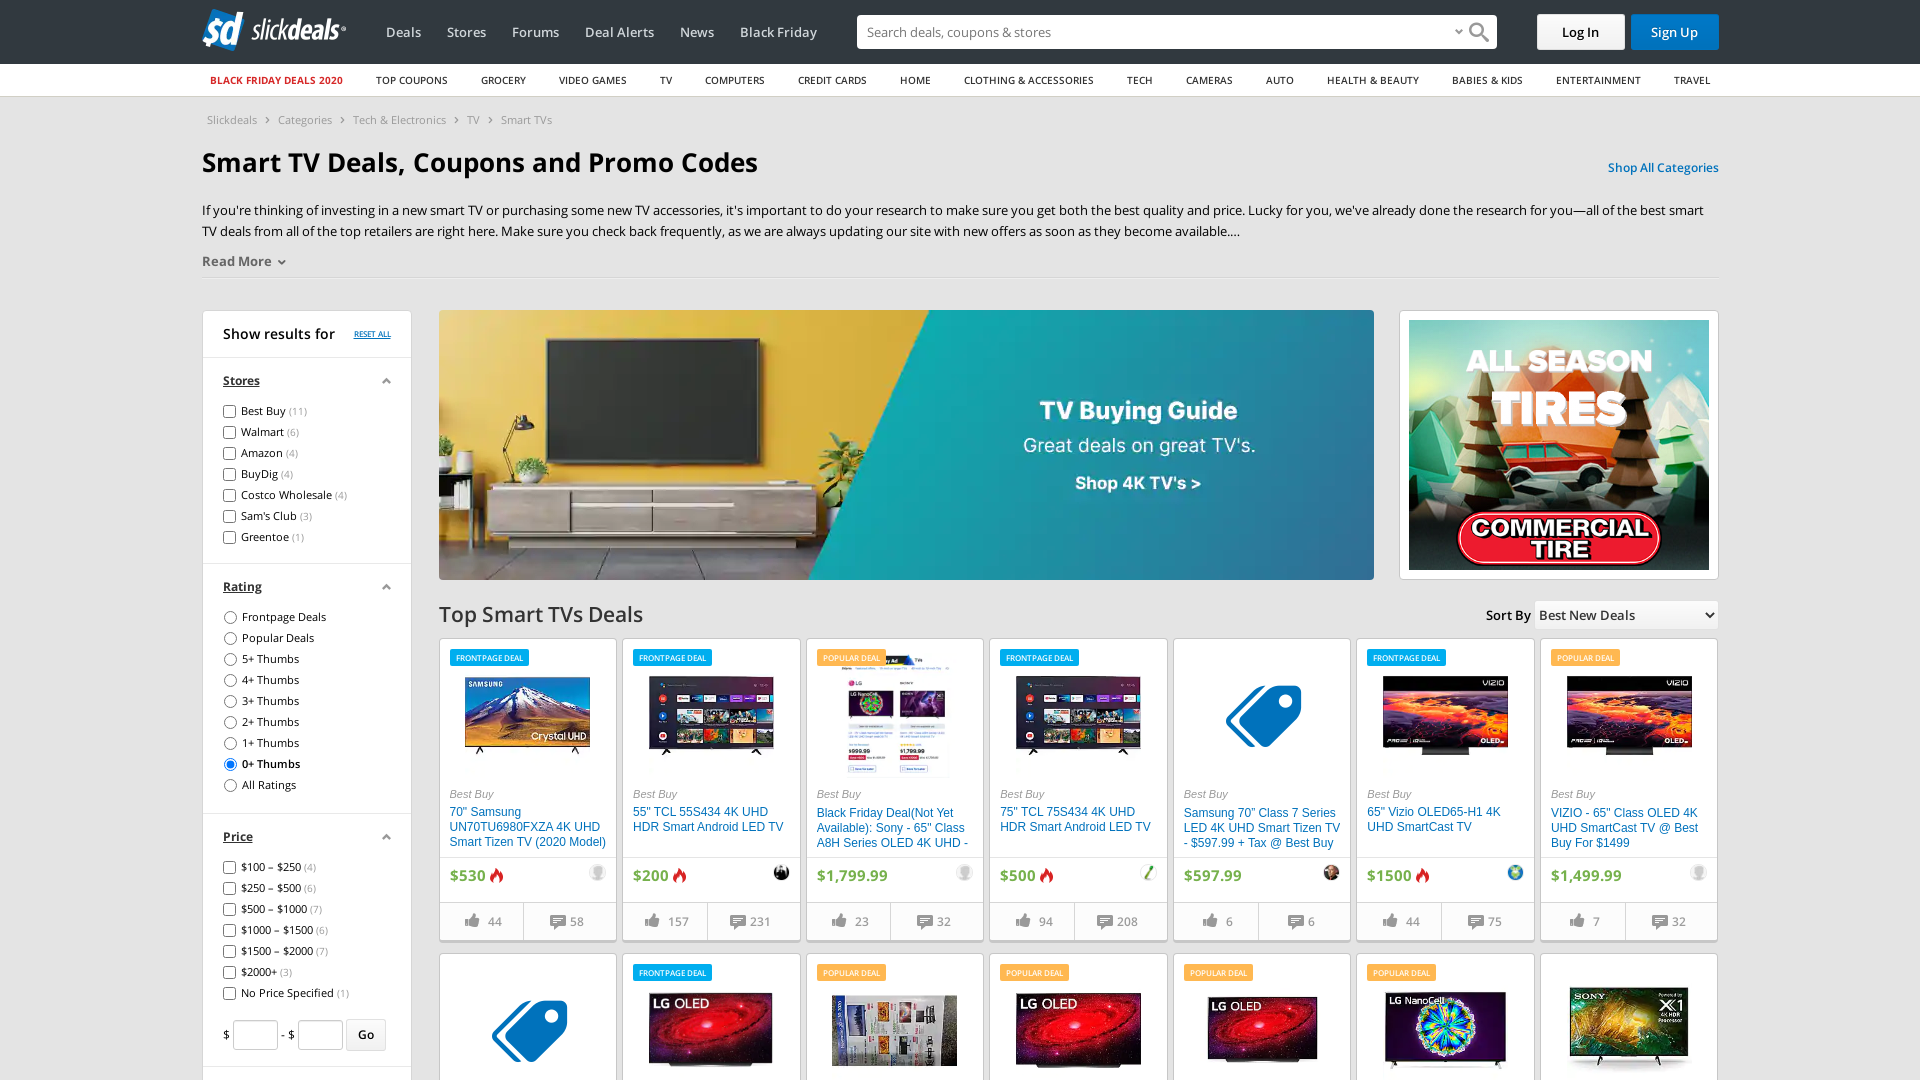 sd slickdeals
Deals
Stores
Forums
Deal Alerts
News
Black Friday
Search deals, coupons & stores
Log In
Sign Up
BLACK FRIDAY DEALS 2020
TOP COUPONS
GROCERY
VIDEO GAMES
TV
COMPUTERS
CREDIT CARDS
HOME
CLOTHING & ACCESSORIES
TECH
CAMERAS
AUTO
HEALTH & BEAUTY
BABIES & KIDS
ENTERTAINMENT
TRAVEL
Slickdeals > Categories > Tech & Electronics > TV > Smart TVs
Smart TV Deals, Coupons and Promo Codes
Shop All Categories
If you're thinking of investing in a new smart TV or purchasing some new TV accessories, it's important to do your research to make sure you get both the best quality and price. Lucky for you, we've already done the research for you—all of the best smart
TV deals from all of the top retailers are right here. Make sure you check back frequently, as we are always updating our site with new offers as soon as they become available.…
Read More
Show results for
RESET ALL
Stores
Best Buy (11)
Walmart (6)
Amazon (4)
BuyDig (4)
Costco Wholesale (4)
Sam's Club (3)
Greentoe (1)
Rating
Frontpage Deals
Popular Deals
5+ Thumbs
4+ Thumbs
3+ Thumbs
2+ Thumbs
1+ Thumbs
0+ Thumbs
All Ratings
Price
$100 – $250 (4)
$250 – $500 (6)
$500 – $1000 (7)
$1000 – $1500 (6)
$1500 – $2000 (7)
$2000+ (3)
No Price Specified (1)
$ - $ Go
TV Buying Guide
Great deals on great TV's.
Shop 4K TV's >
ALL SEASON
TIRES
COMMERCIAL
TIRE
Top Smart TVs Deals
Sort By Best New Deals
FRONTPAGE DEAL
SAMSUNG
Crystal UHD
Best Buy
70" Samsung
UN70TU6980FXZA 4K UHD
Smart Tizen TV (2020 Model)
$530
44
58
FRONTPAGE DEAL
Best Buy
55" TCL 55S434 4K UHD
HDR Smart Android LED TV
$200
157
231
POPULAR DEAL
LG
$999.99
$1,799.99
Best Buy
Black Friday Deal(Not Yet
Available): Sony - 65" Class
A8H Series OLED 4K UHD -
$1,799.99
23
32
FRONTPAGE DEAL
Best Buy
75" TCL 75S434 4K UHD
HDR Smart Android LED TV
$500
94
208
Best Buy
Samsung 70” Class 7 Series
LED 4K UHD Smart Tizen TV
- $597.99 + Tax @ Best Buy
$597.99
6
6
FRONTPAGE DEAL
VIZIO
OLED
Best Buy
65" Vizio OLED65-H1 4K
UHD SmartCast TV
$1500
44
75
POPULAR DEAL
VIZIO
OLED
Best Buy
VIZIO - 65" Class OLED 4K
UHD SmartCast TV @ Best
Buy For $1499
$1,499.99
7
32
FRONTPAGE DEAL
LG OLED
POPULAR DEAL
POPULAR DEAL
LG OLED
POPULAR DEAL
LG OLED
POPULAR DEAL
LG NanoCell
SONY
Powered by
X1
4K HDR
Processor